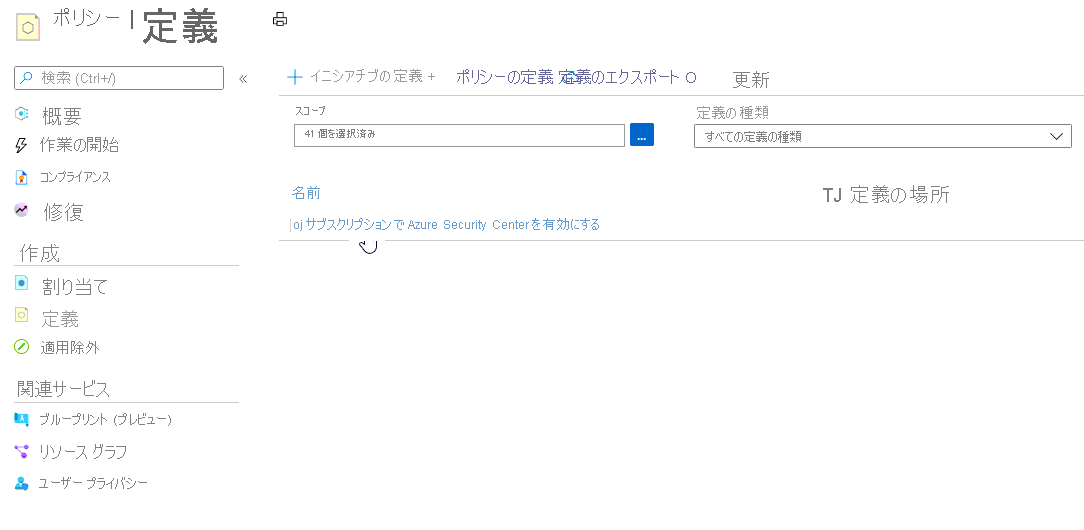 ポリシー | 定義
検索 (Ctrl+/)
«
概要
作業の開始
コンプライアンス
修復
作成
割り当て
定義
適用除外
関連サービス
ブループリント (プレビュー)
リソース グラフ
ユーザー プライバシー
イニシアチブの定義 + ポリシーの定義 定義のエクスポート O 更新
スコープ
41 個を選択済み
...
定義の種類
すべての定義の種類
名前 TJ 定義の場所
oj サブスクリプションで Azure Security Center を有効にする